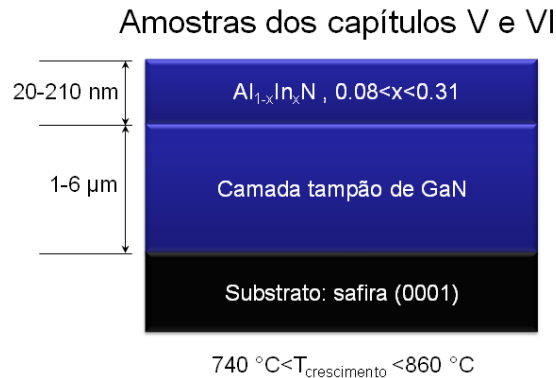 Amostras dos capítulos V e VI
20-210 nm
Al₁₋ₓInₓN , 0.08<x<0.31
1-6 µm
Camada tampão de GaN
Substrato: safira (0001)
740 °C<Tcrescimento <860 °C